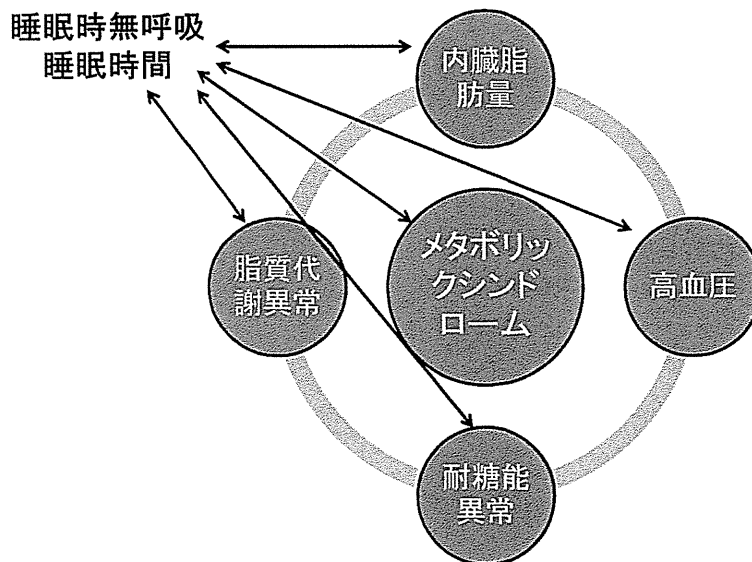 睡眠時無呼吸
睡眠時間
内臓脂
肪量
脂質代
謝異常
メタボリッ
クシンド
ローム
高血圧
耐糖能
異常